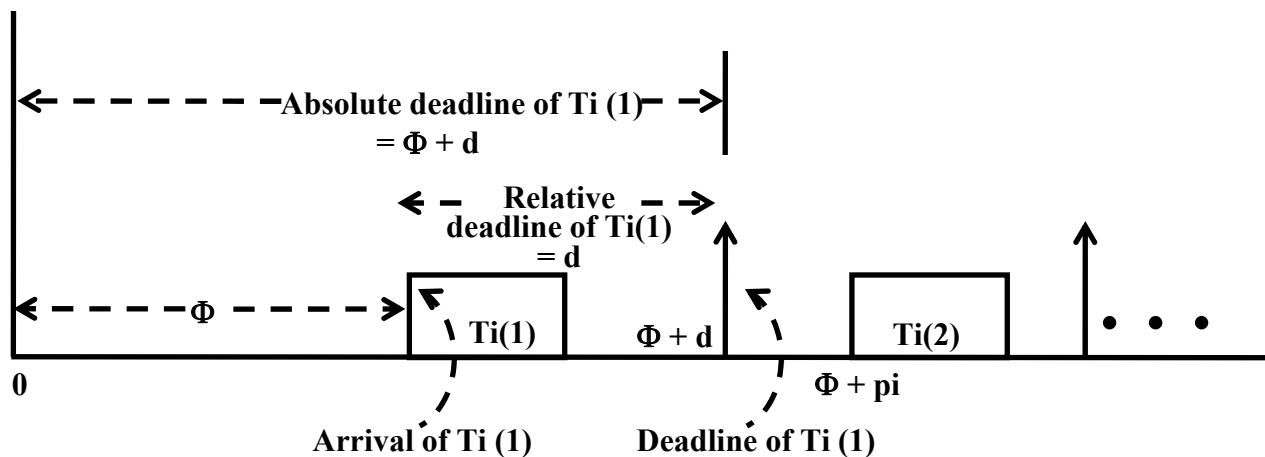 Absolute deadline of Ti (1)
= Φ + d
Relative
deadline of Ti(1)
= d
Φ
Ti(1)
Φ + d
Ti(2)
• • •
0
Φ + pi
Arrival of Ti (1)
Deadline of Ti (1)